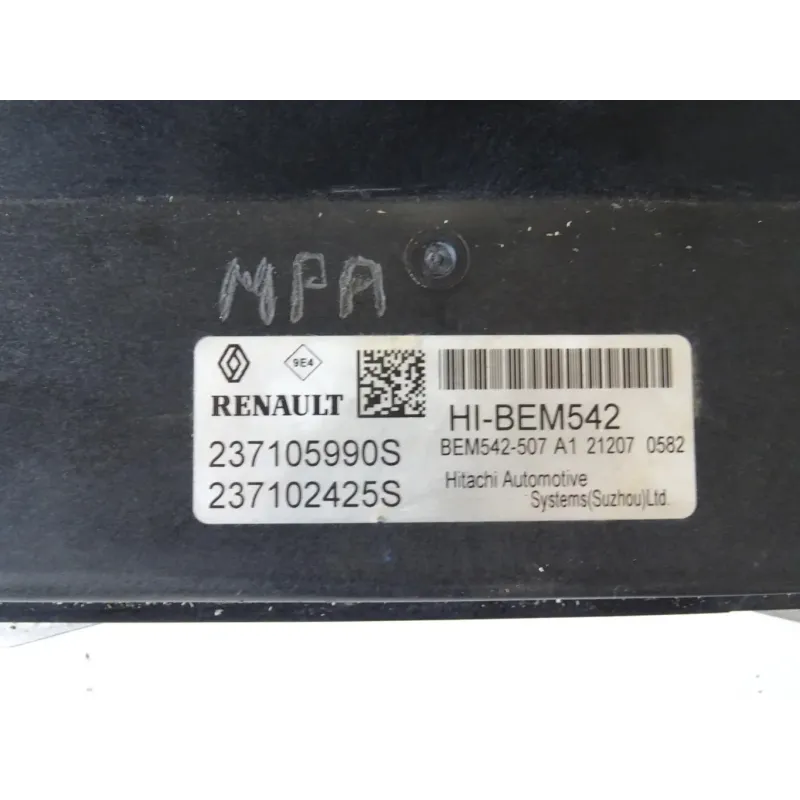 MPA
9E4
RENAULT
237105990S
237102425S
HI-BEM542
BEM542-507 A1 21207 0582
Hitachi Automotive
Systems(Suzhou)Ltd.